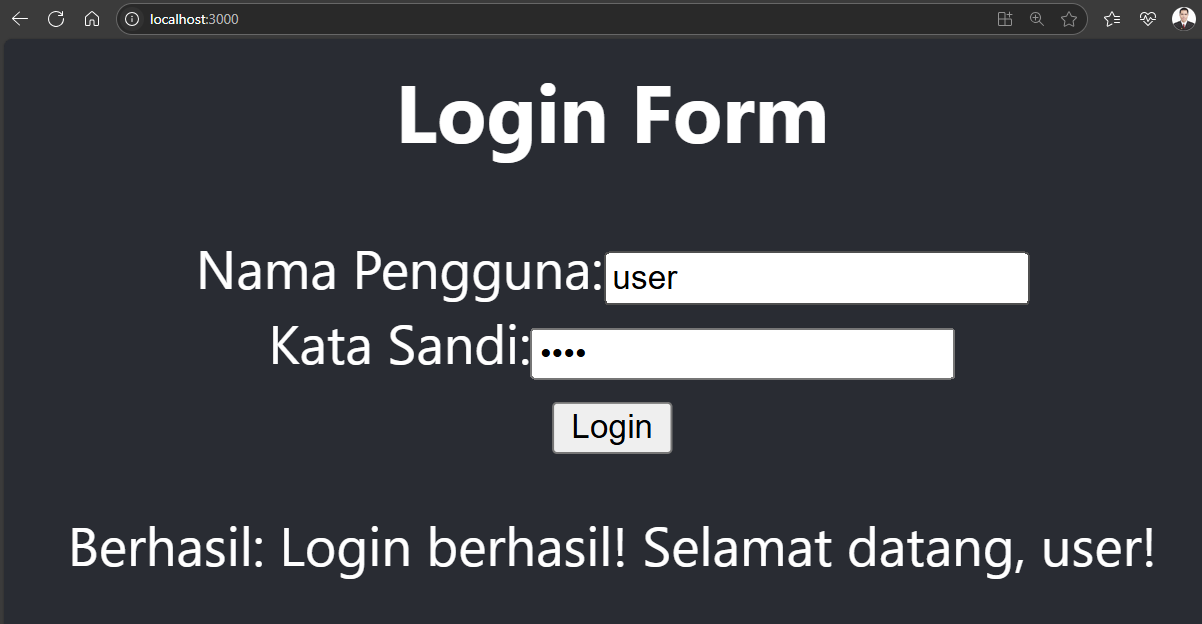 localhost:3000
Login Form
Nama Pengguna: user
Kata Sandi: ••••
Login
Berhasil: Login berhasil! Selamat datang, user!